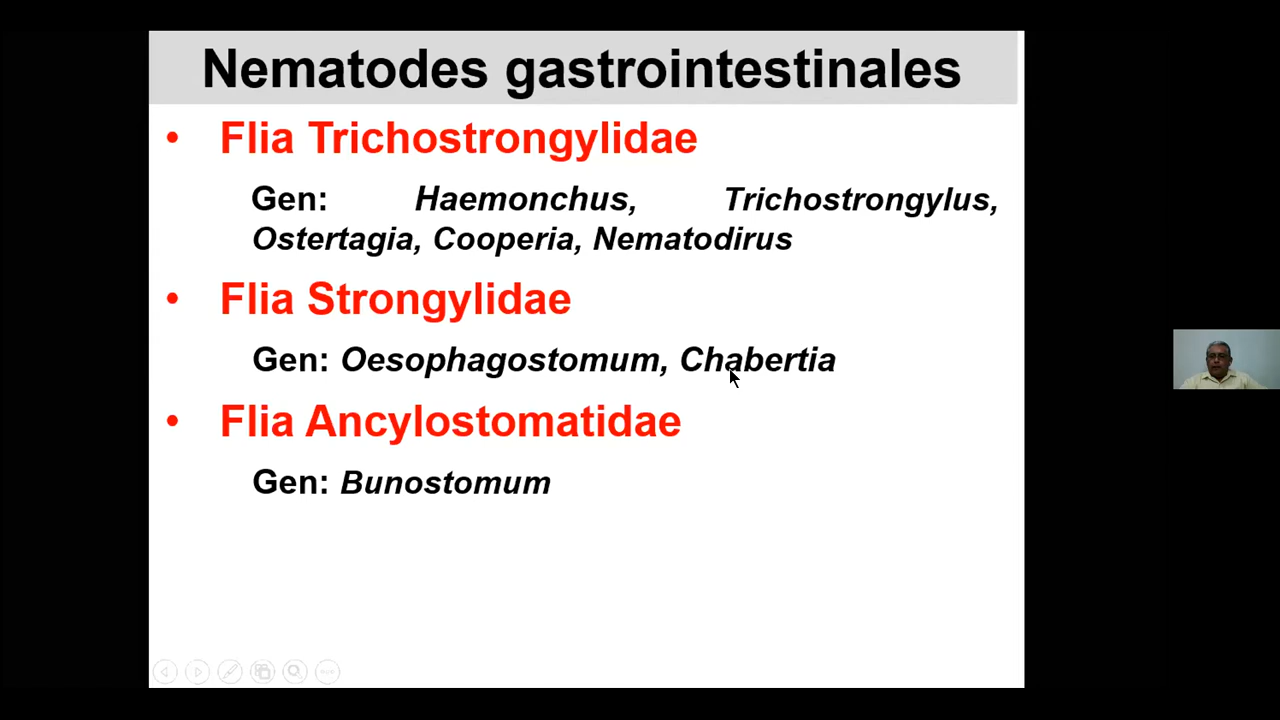 Nematodes gastrointestinales
• Flia Trichostrongylidae
Gen: Haemonchus, Trichostrongylus,
Ostertagia, Cooperia, Nematodirus
• Flia Strongylidae
Gen: Oesophagostomum, Chabertia
• Flia Ancylostomatidae
Gen: Bunostomum